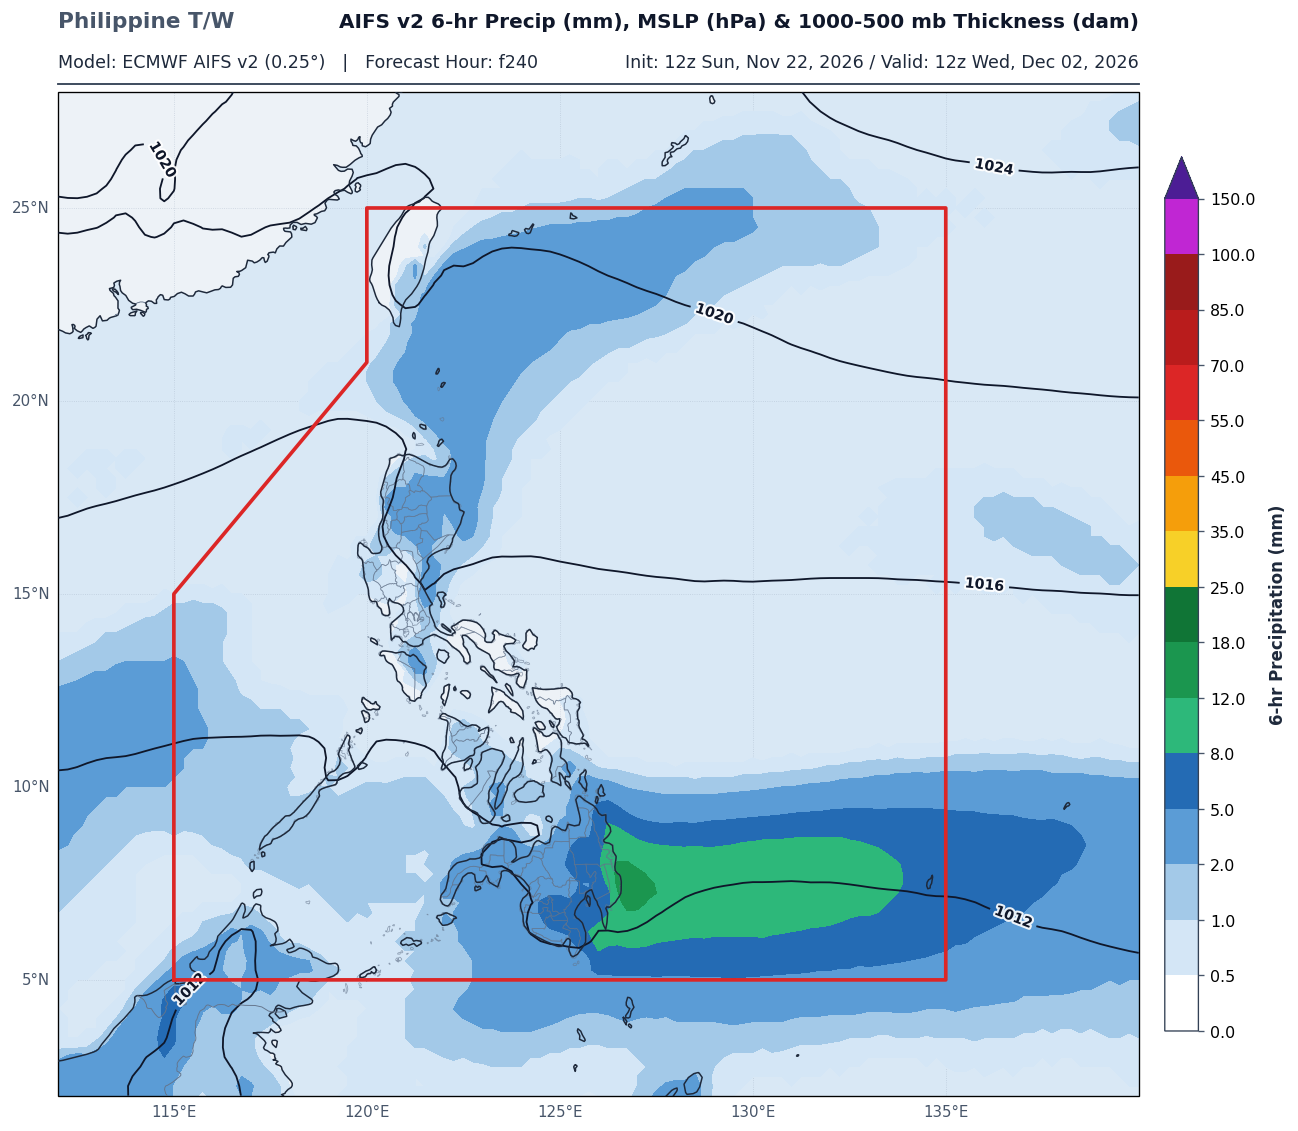 Philippine T/W
AIFS v2 6-hr Precip (mm), MSLP (hPa) & 1000-500 mb Thickness (dam)
Model: ECMWF AIFS v2 (0.25°) | Forecast Hour: f240
Init: 12z Sun, Nov 22, 2026 / Valid: 12z Wed, Dec 02, 2026
1020
1024
1020
1016
1012
1012
25°N
20°N
15°N
10°N
5°N
115°E
120°E
125°E
130°E
135°E
150.0
100.0
85.0
70.0
55.0
45.0
35.0
25.0
18.0
12.0
8.0
5.0
2.0
1.0
0.5
0.0
6-hr Precipitation (mm)